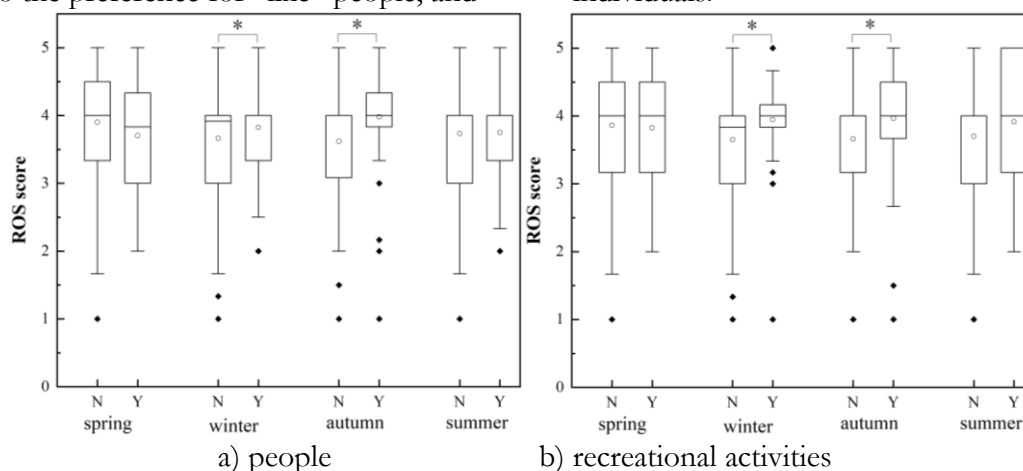 o the preference for "like" people, and
individuals.
* * * *
5 5
4 4
ROS score ROS score
3 3
2 2
1 1
0 0
N Y N Y N Y N Y N Y N Y N Y N Y
spring winter autumn summer spring winter autumn summer
a) people b) recreational activities